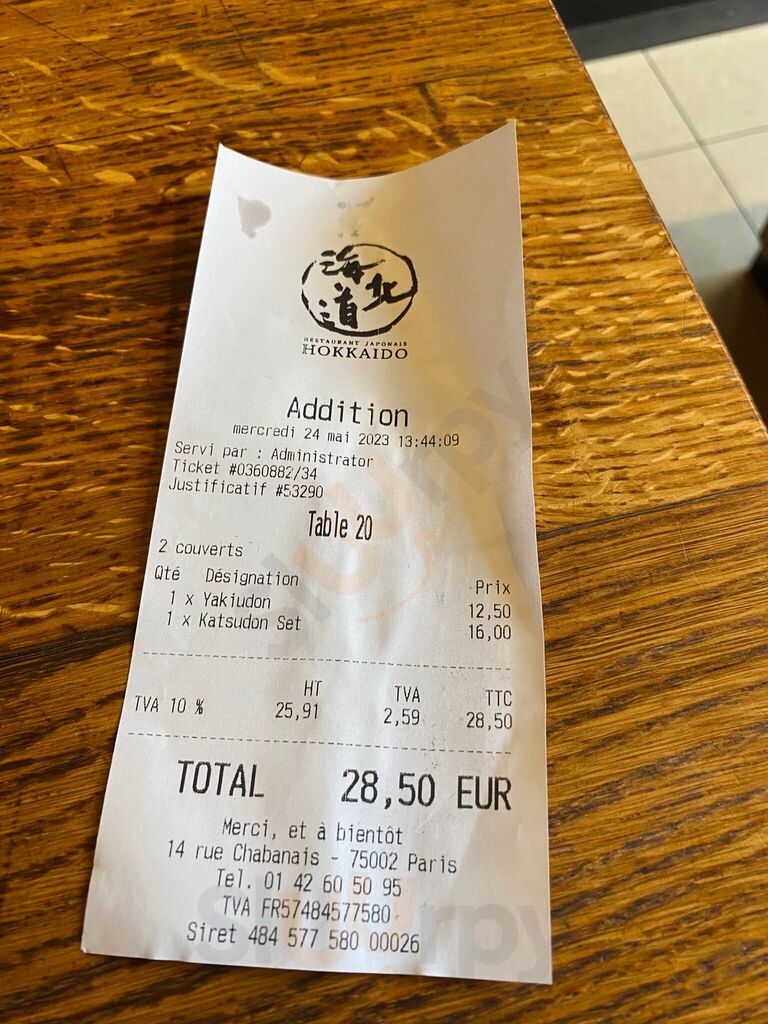 海
北
道
RESTAURANT JAPONAIS
HOKKAIDO
Addition
mercredi 24 mai 2023 13:44:09
Servi par : Administrator
Ticket #0360882/34
Justificatif #53290
Table 20
2 couverts
Qté Désignation Prix
1 x Yakiudon 12,50
1 x Katsudon Set 16,00
HT TVA TTC
TVA 10 % 25,91 2,59 28,50
TOTAL 28,50 EUR
Merci, et à bientôt
14 rue Chabanais - 75002 Paris
Tel. 01 42 60 50 95
TVA FR57484577580
Siret 484 577 580 00026
Slurpy
Slurpy